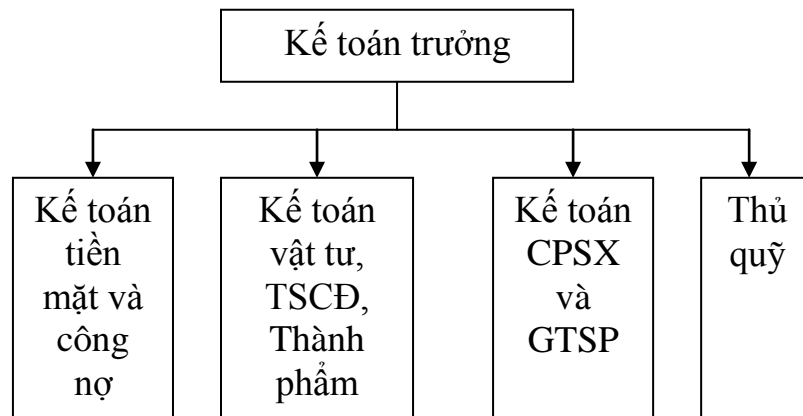 Kế toán trưởng
Kế toán
tiền
mặt và
công
nợ
Kế toán
vật tư,
TSCĐ,
Thành
phẩm
Kế toán
CPSX
và
GTSP
Thủ
quỹ